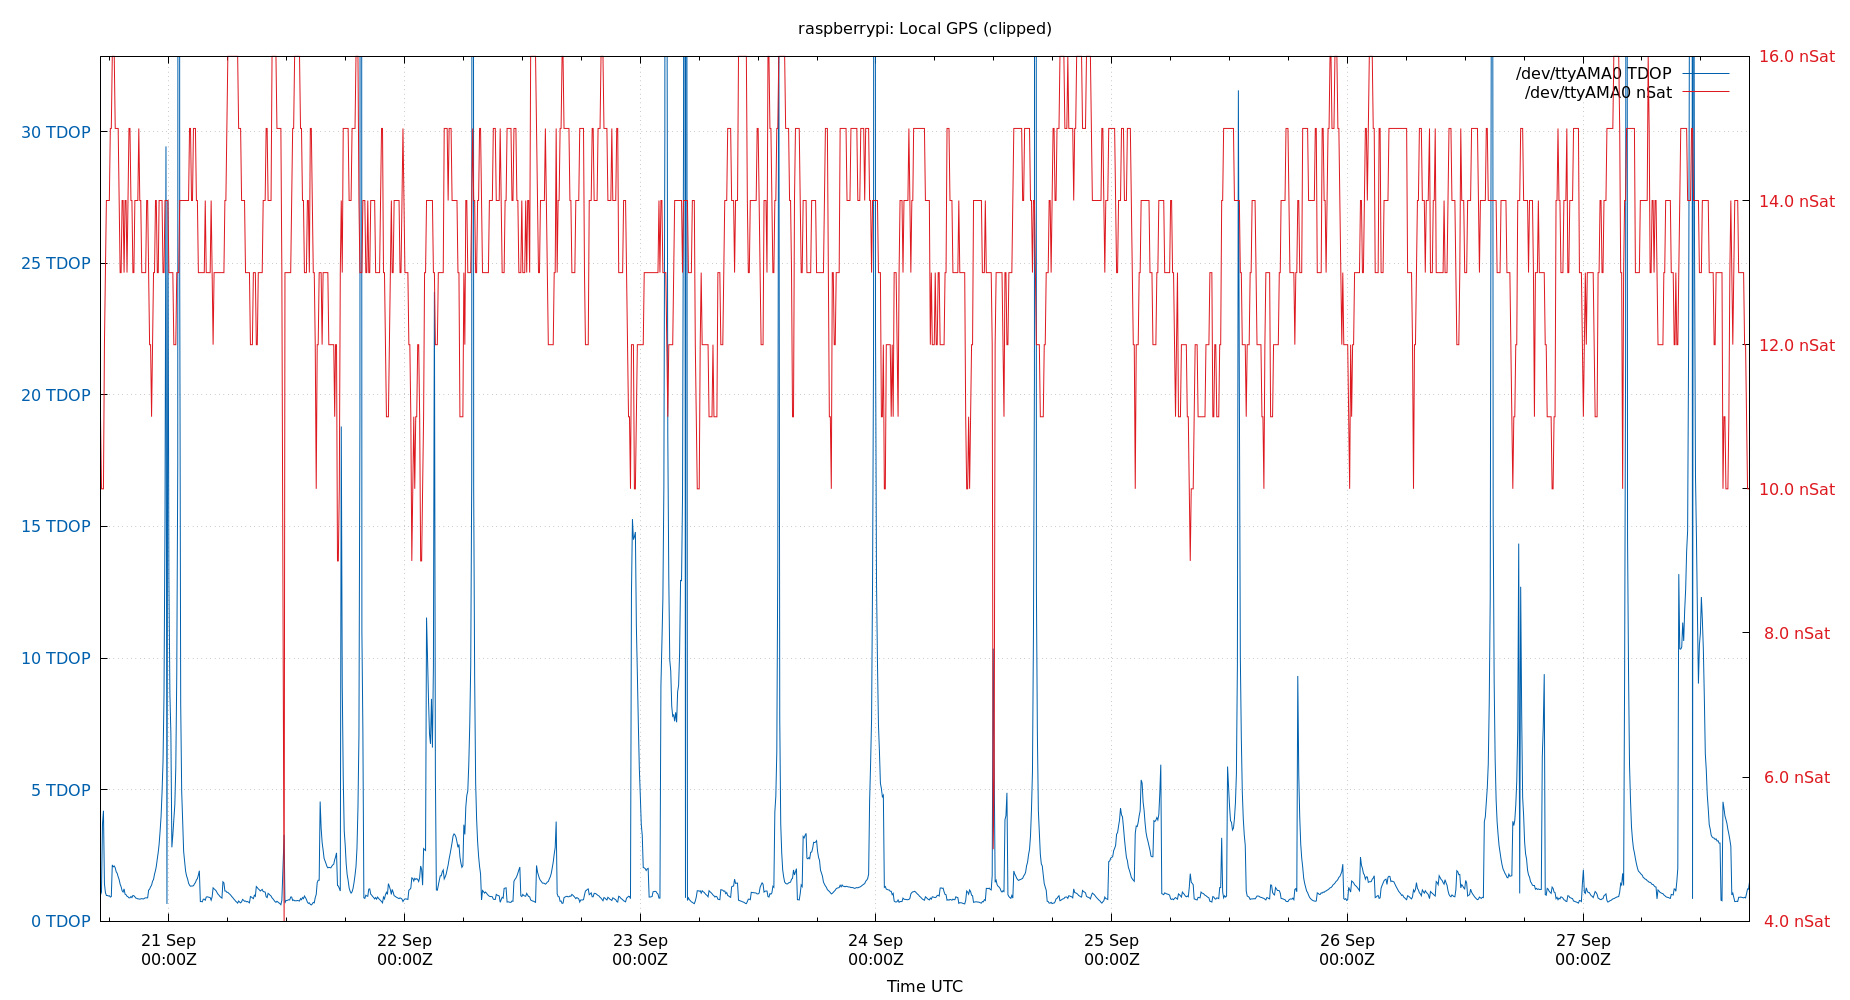 raspberrypi: Local GPS (clipped)
/dev/ttyAMA0 TDOP
/dev/ttyAMA0 nSat
30 TDOP
25 TDOP
20 TDOP
15 TDOP
10 TDOP
5 TDOP
0 TDOP
16.0 nSat
14.0 nSat
12.0 nSat
10.0 nSat
8.0 nSat
6.0 nSat
4.0 nSat
21 Sep 22 Sep 23 Sep 24 Sep 25 Sep 26 Sep 27 Sep
00:00Z 00:00Z 00:00Z 00:00Z 00:00Z 00:00Z 00:00Z
Time UTC